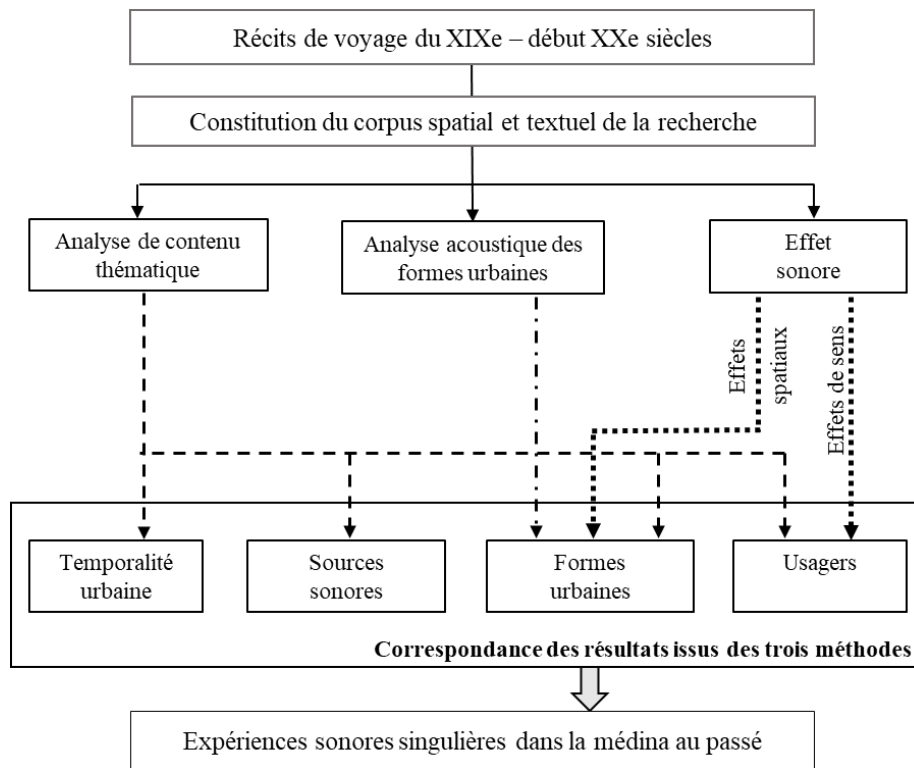 Récits de voyage du XIXe – début XXe siècles
Constitution du corpus spatial et textuel de la recherche
Analyse de contenu
thématique
Analyse acoustique des
formes urbaines
Effet
sonore
Effets
spatiaux
Effets de sens
Temporalité
urbaine
Sources
sonores
Formes
urbaines
Usagers
Correspondance des résultats issus des trois méthodes
Expériences sonores singulières dans la médina au passé